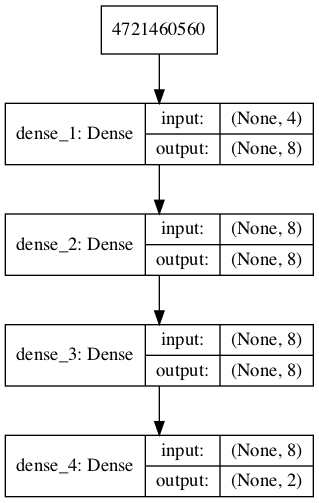 4721460560
dense_1: Dense
input:
(None, 4)
output:
(None, 8)
dense_2: Dense
input:
(None, 8)
output:
(None, 8)
dense_3: Dense
input:
(None, 8)
output:
(None, 8)
dense_4: Dense
input:
(None, 8)
output:
(None, 2)